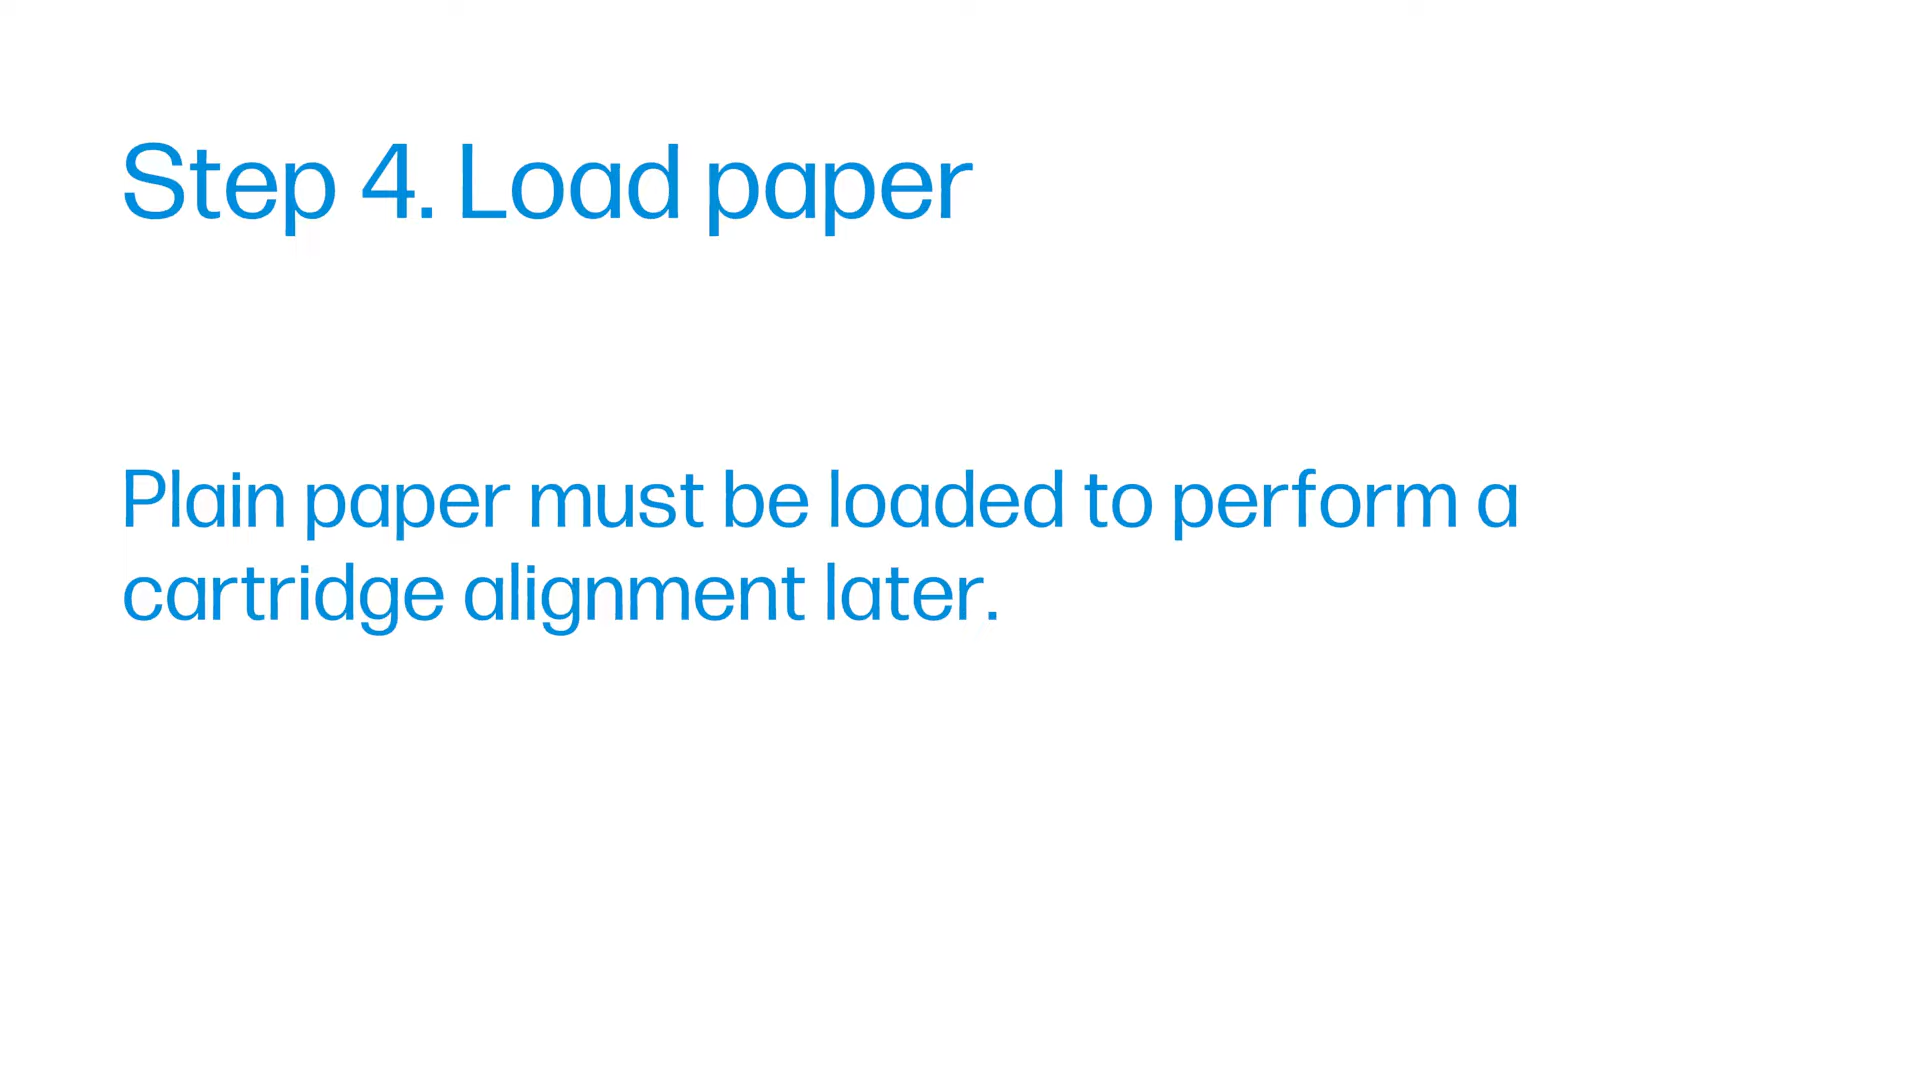 Step 4. Load paper
Plain paper must be loaded to perform a
cartridge alignment later.